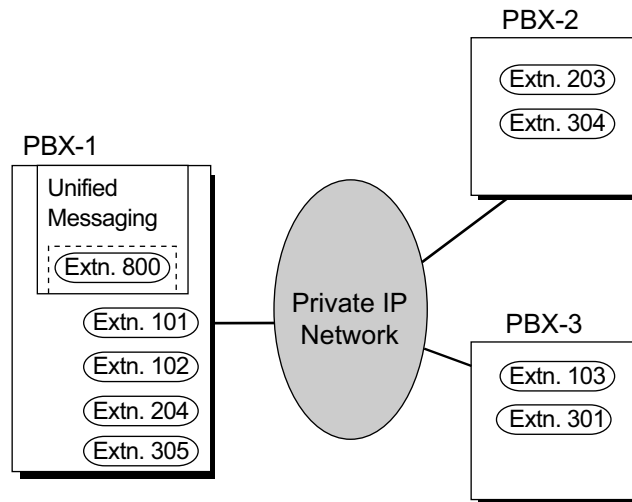 PBX-1
Unified
Messaging
Extn. 800
Extn. 101
Extn. 102
Extn. 204
Extn. 305
Private IP
Network
PBX-2
Extn. 203
Extn. 304
PBX-3
Extn. 103
Extn. 301